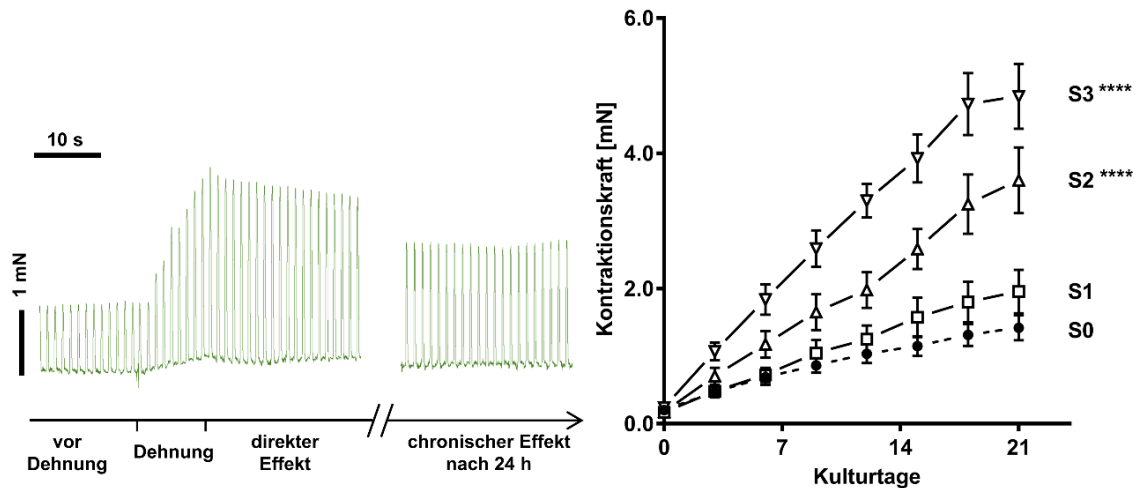 10 s
1 mN
vor
Dehnung
Dehnung
direkter
Effekt
chronischer Effekt
nach 24 h
6.0
4.0
2.0
0.0
Kontraktionskraft [mN]
0
7
14
21
Kulturtage
S3 ****
S2 ****
S1
S0